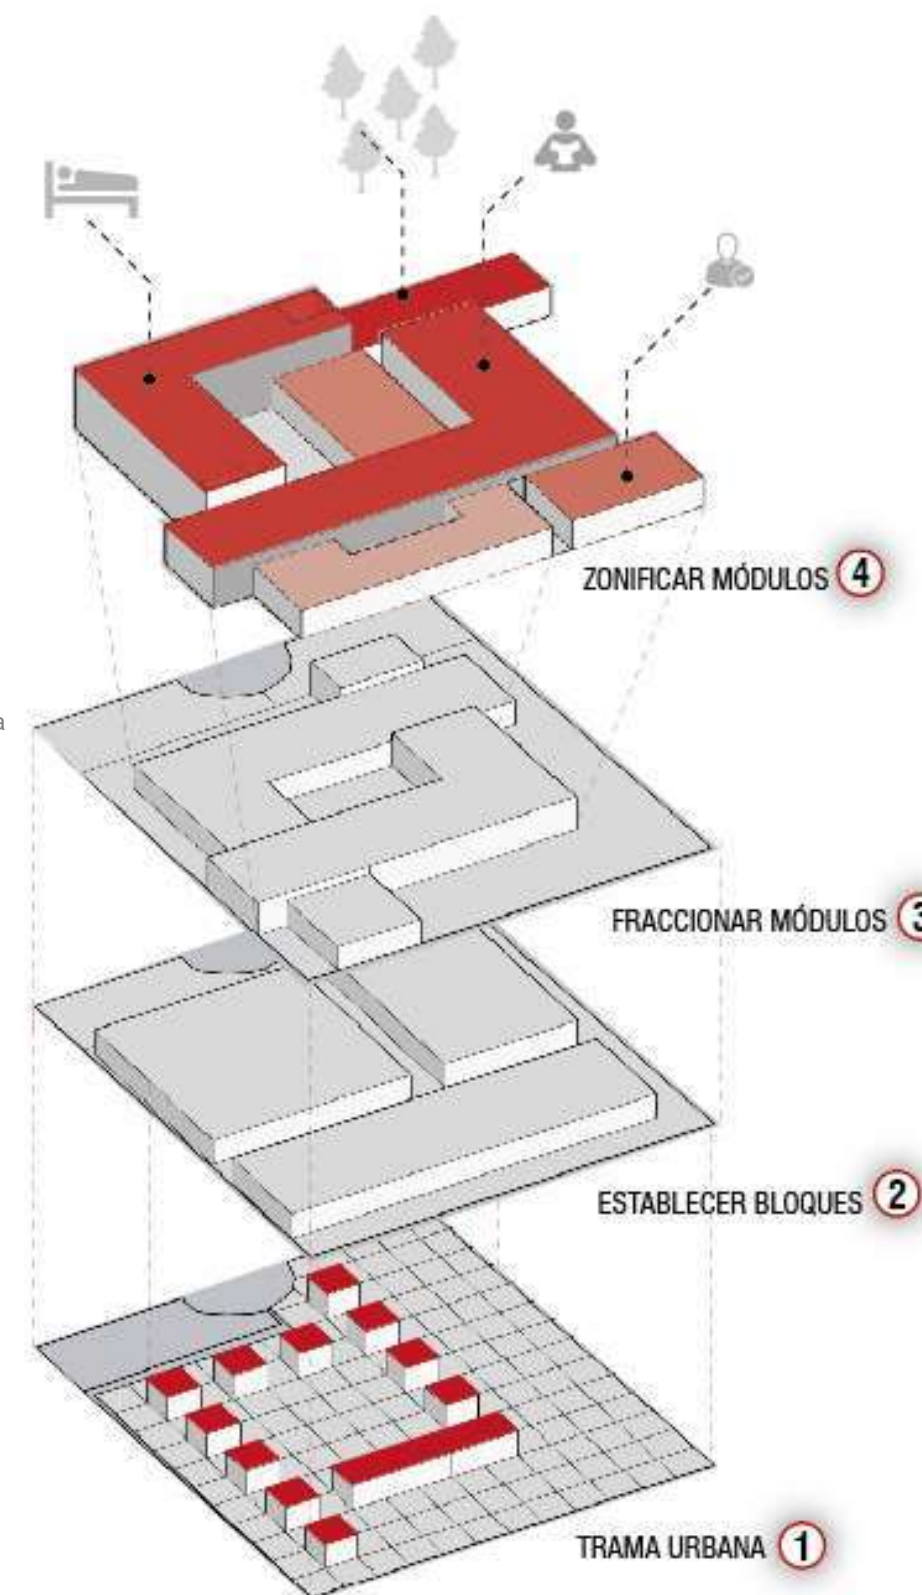 ZONIFICAR MÓDULOS 4
a
FRACCIONAR MÓDULOS 3
ESTABLECER BLOQUES 2
TRAMA URBANA 1